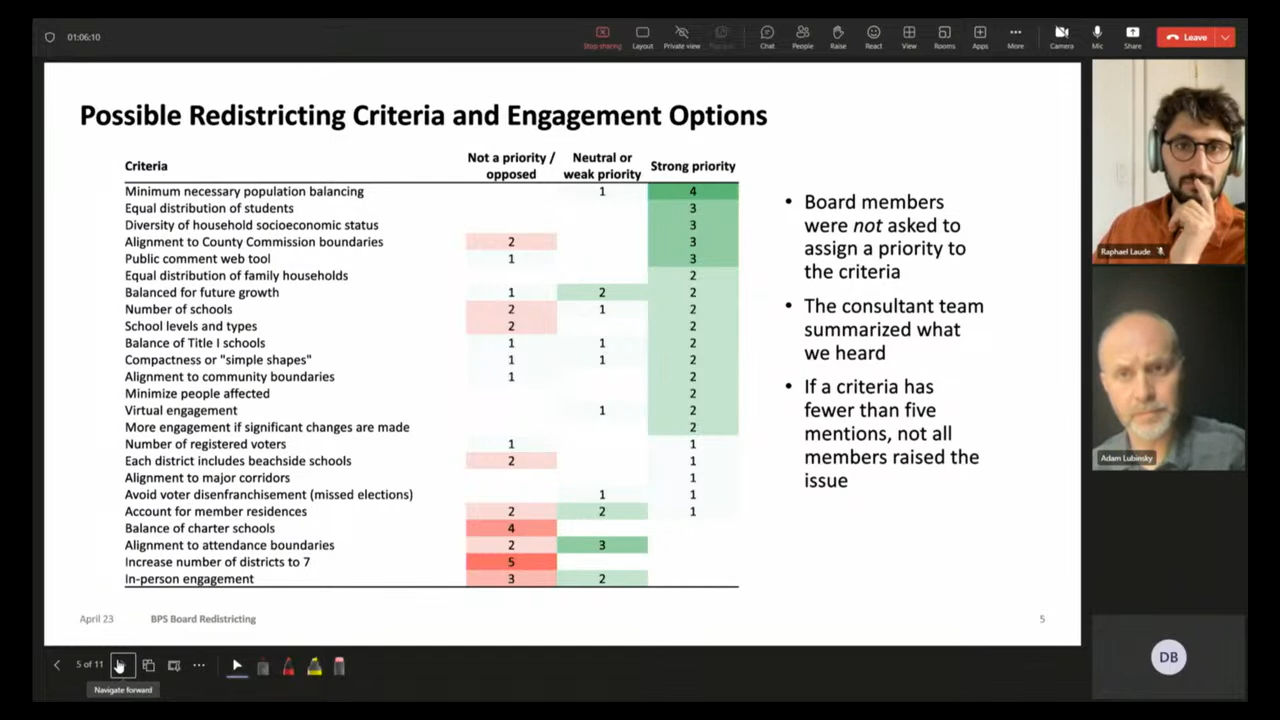 01:06:10
Stop sharing Layout Private view Chat People Raise React View Rooms Apps More Camera Mic Share Leave
Possible Redistricting Criteria and Engagement Options
Criteria Not a priority / opposed Neutral or weak priority Strong priority
Minimum necessary population balancing 1 4
Equal distribution of students 3
Diversity of household socioeconomic status 3
Alignment to County Commission boundaries 2 3
Public comment web tool 1 3
Equal distribution of family households 2
Balanced for future growth 1 2 2
Number of schools 2 1 2
School levels and types 2 2
Balance of Title I schools 1 1 2
Compactness or "simple shapes" 1 1 2
Alignment to community boundaries 1 2
Minimize people affected 2
Virtual engagement 1 2
More engagement if significant changes are made 2
Number of registered voters 1 1
Each district includes beachside schools 2 1
Alignment to major corridors 1
Avoid voter disenfranchisement (missed elections) 1 1
Account for member residences 2 2 1
Balance of charter schools 4
Alignment to attendance boundaries 2 3
Increase number of districts to 7 5
In-person engagement 3 2
• Board members
were not asked to
assign a priority to
the criteria
• The consultant team
summarized what
we heard
• If a criteria has
fewer than five
mentions, not all
members raised the
issue
April 23 BPS Board Redistricting 5
5 of 11
Navigate forward
Raphael Laude
Adam Lubinsky
DB